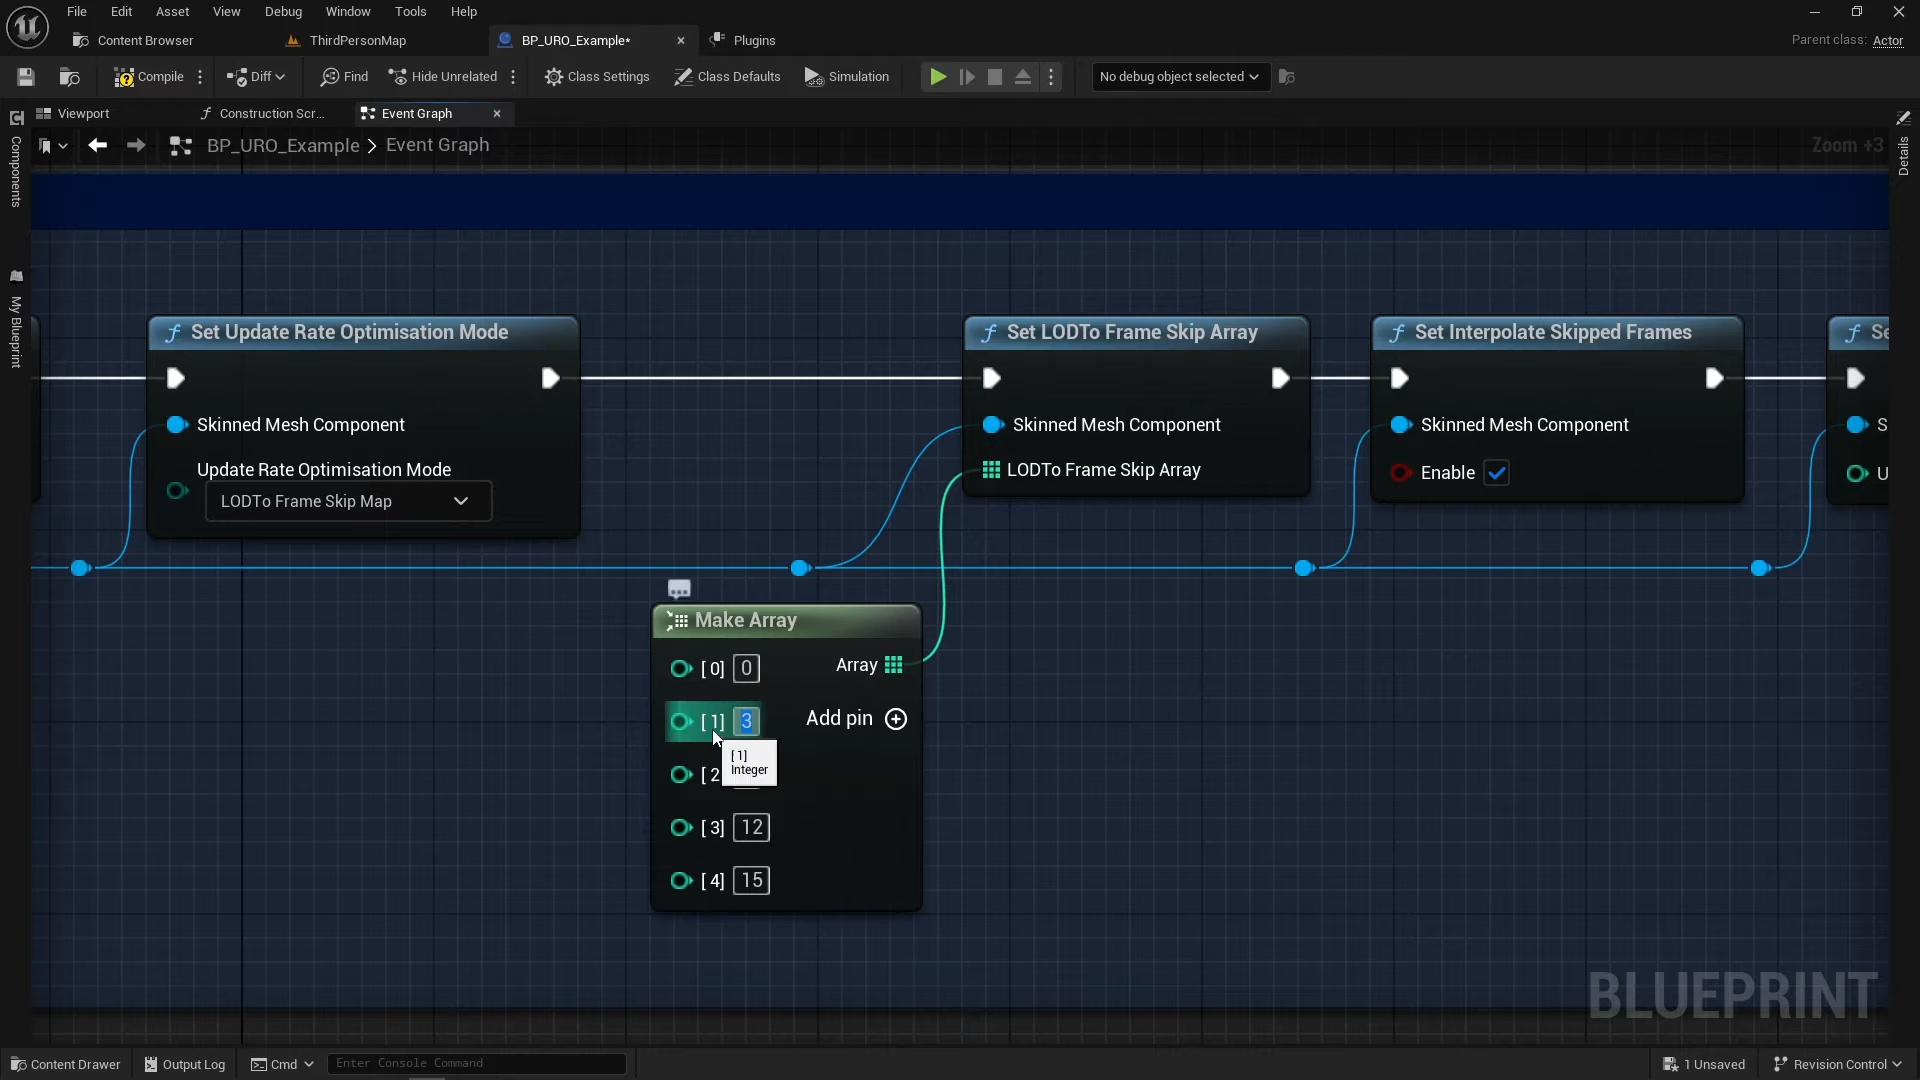 File Edit Asset View Debug Window Tools Help
Content Browser ThirdPersonMap BP_URO_Example* Plugins
Parent class: Actor
Compile Diff Find Hide Unrelated Class Settings Class Defaults Simulation No debug object selected
Viewport Construction Scr... Event Graph
Components
My Blueprint
Details
BP_URO_Example > Event Graph
Zoom +3
Set Update Rate Optimisation Mode
Skinned Mesh Component
Update Rate Optimisation Mode
LODTo Frame Skip Map
Set LODTo Frame Skip Array
Skinned Mesh Component
LODTo Frame Skip Array
Set Interpolate Skipped Frames
Skinned Mesh Component
Enable
Se
S
U
Make Array
[ 0] 0 Array
[ 1] 3 Add pin
[ 1]
Integer
[ 2
[ 3] 12
[ 4] 15
BLUEPRINT
Content Drawer Output Log Cmd Enter Console Command 1 Unsaved Revision Control